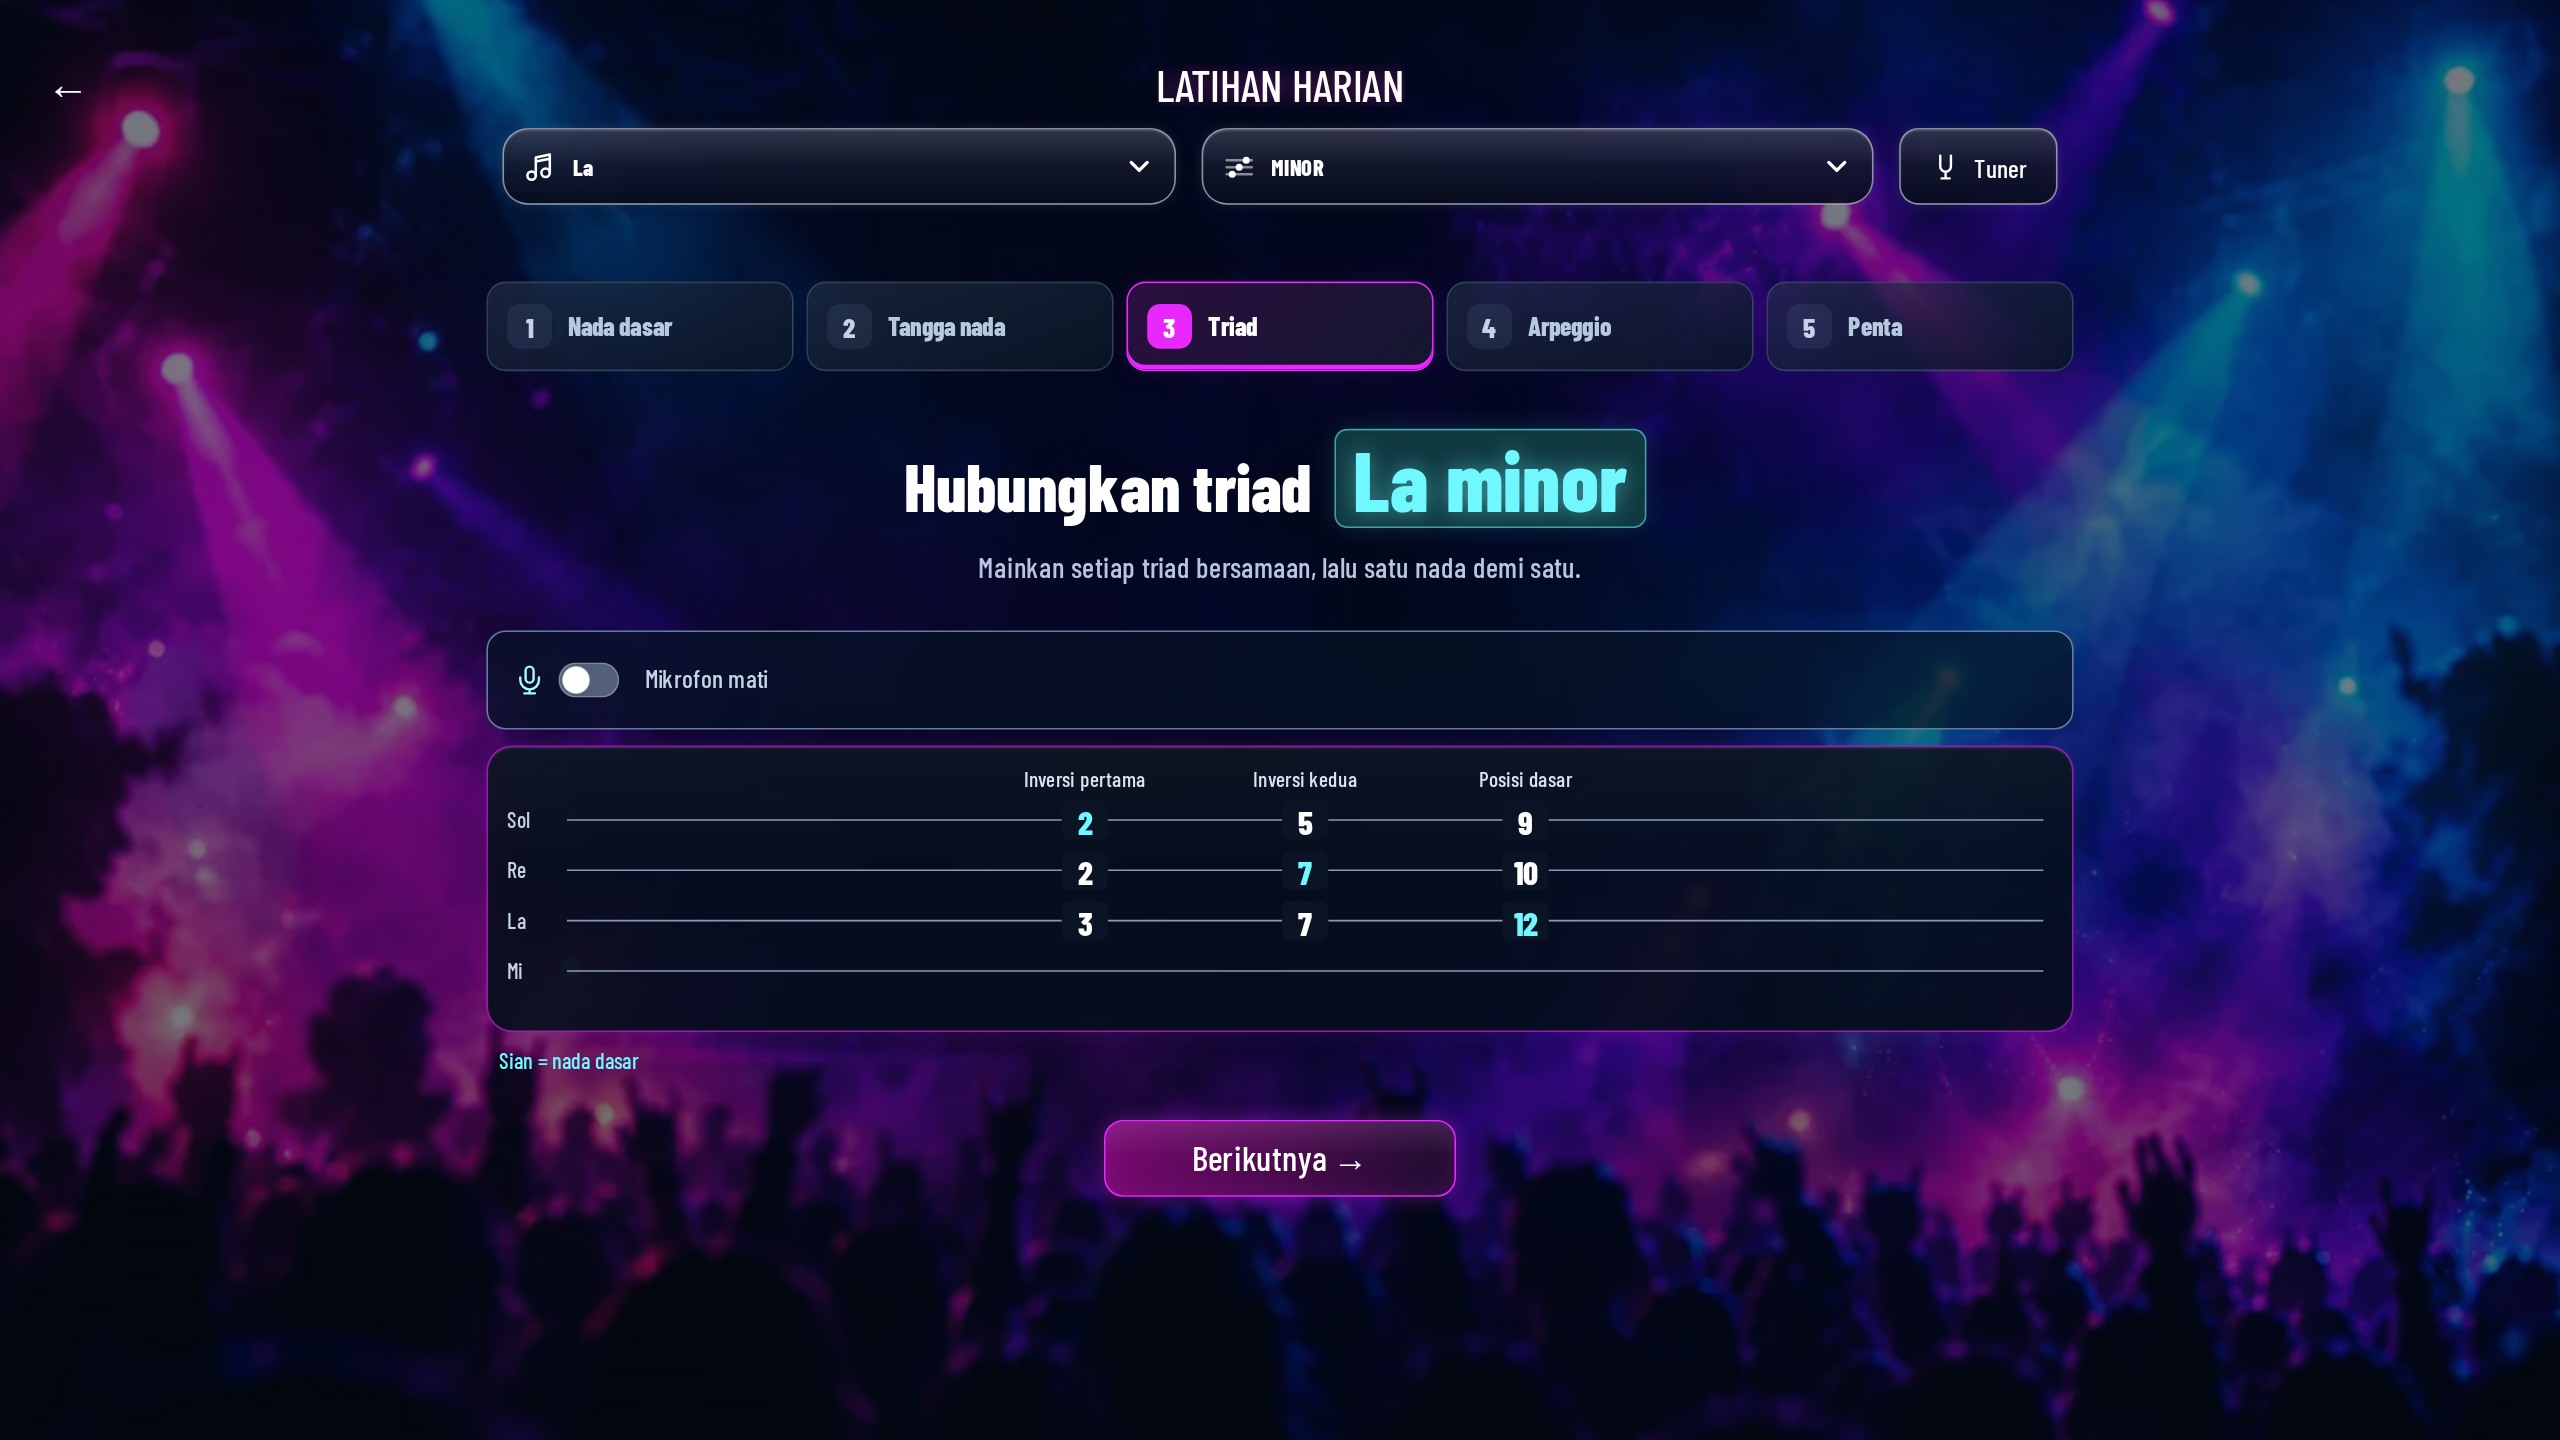 ←
LATIHAN HARIAN
La
MINOR
Tuner
1 Nada dasar
2 Tangga nada
3 Triad
4 Arpeggio
5 Penta
Hubungkan triad La minor
Mainkan setiap triad bersamaan, lalu satu nada demi satu.
Mikrofon mati
Inversi pertama Inversi kedua Posisi dasar
Sol 2 5 9
Re 2 7 10
La 3 7 12
Mi
Sian = nada dasar
Berikutnya →